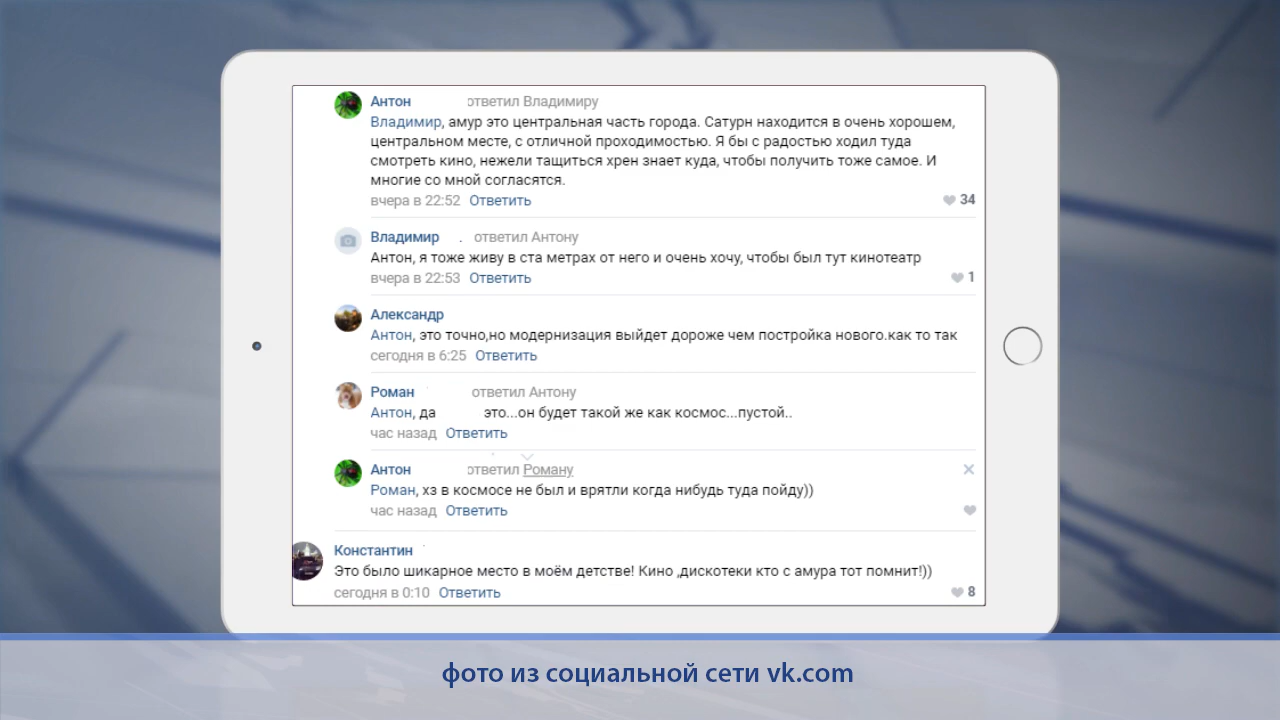 Антон ответил Владимиру
Владимир, амур это центральная часть города. Сатурн находится в очень хорошем,
центральном месте, с отличной проходимостью. Я бы с радостью ходил туда
смотреть кино, нежели тащиться хрен знает куда, чтобы получить тоже самое. И
многие со мной согласятся.
вчера в 22:52 Ответить 34
Владимир . ответил Антону
Антон, я тоже живу в ста метрах от него и очень хочу, чтобы был тут кинотеатр
вчера в 22:53 Ответить 1
Александр
Антон, это точно,но модернизация выйдет дороже чем постройка нового.как то так
сегодня в 6:25 Ответить
Роман ответил Антону
Антон, да это...он будет такой же как космос...пустой..
час назад Ответить
Антон ответил Роману
Роман, хз в космосе не был и врятли когда нибудь туда пойду))
час назад Ответить
Константин
Это было шикарное место в моём детстве! Кино ,дискотеки кто с амура тот помнит!))
сегодня в 0:10 Ответить 8
фото из социальной сети vk.com